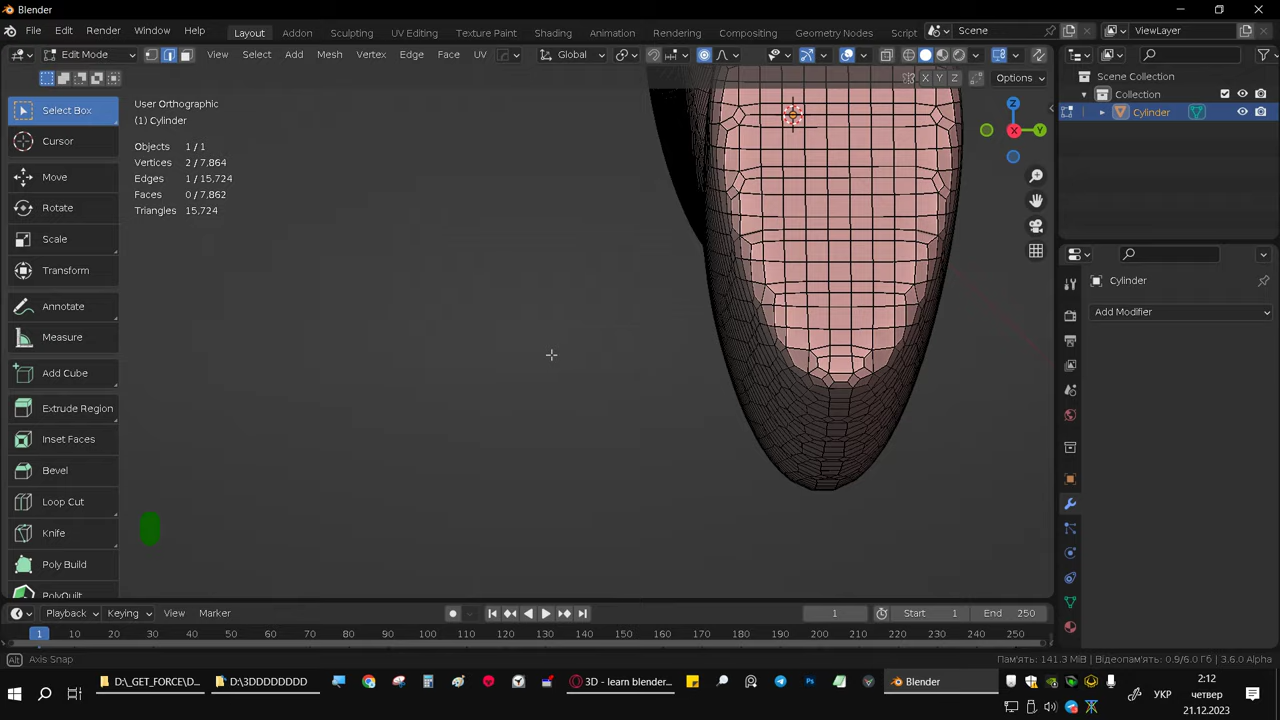 Blender
File Edit Render Window Help Layout Addon Sculpting UV Editing Texture Paint Shading Animation Rendering Compositing Geometry Nodes Script Scene ViewLayer
Edit Mode View Select Add Mesh Vertex Edge Face UV Global
X Y Z Options
Select Box
Cursor
Move
Rotate
Scale
Transform
Annotate
Measure
Add Cube
Extrude Region
Inset Faces
Bevel
Loop Cut
Knife
Poly Build
PolyQuilt
User Orthographic
(1) Cylinder
Objects 1 / 1
Vertices 2 / 7,864
Edges 1 / 15,724
Faces 0 / 7,862
Triangles 15,724
Z
X Y
Scene Collection
Collection
Cylinder
Cylinder
Add Modifier
Playback Keying View Marker 1 Start 1 End 250
1 10 20 30 40 50 60 70 80 90 100 110 120 130 140 150 160 170 180 190 200 210 220 230 240 250
Alt Axis Snap Пам'ять: 141.3 MiB | Відеопам'ять: 0.9/6.0 Гб | 3.6.0 Alpha
D:\_GET_FORCE\D... D:\3DDDDDDDD 3D - learn blender... Ps Blender УКР 2:12
четвер
21.12.2023